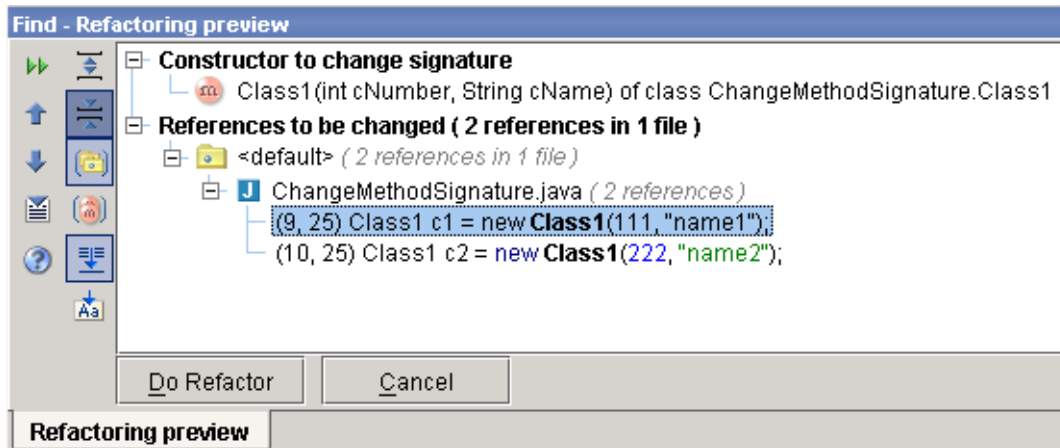 Find - Refactoring preview
Constructor to change signature
m Class1(int cNumber, String cName) of class ChangeMethodSignature.Class1
References to be changed ( 2 references in 1 file )
<default> ( 2 references in 1 file )
J ChangeMethodSignature.java ( 2 references)
(9, 25) Class1 c1 = new Class1(111, "name1");
(10, 25) Class1 c2 = new Class1(222, "name2");
Aa
Do Refactor Cancel
Refactoring preview